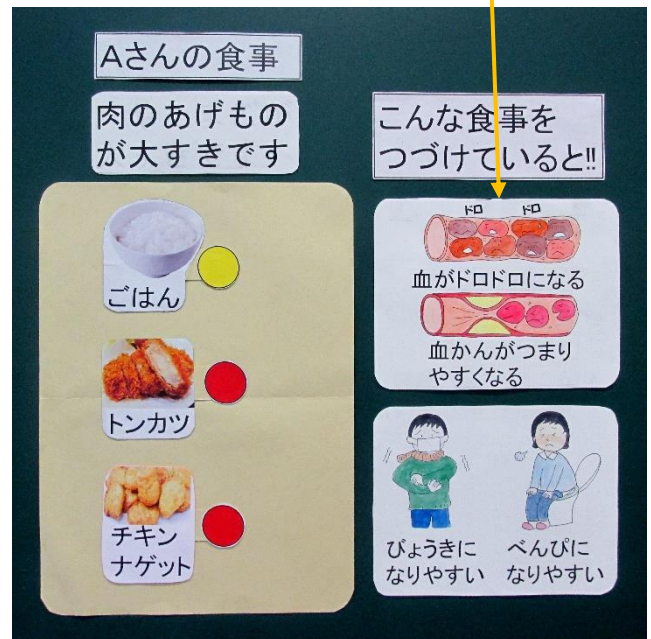 Aさんの食事
肉のあげもの
が大すきです
ごはん
トンカツ
チキン
ナゲット
こんな食事を
つづけていると!!
ドロ ドロ
血がドロドロになる
血かんがつまり
やすくなる
びょうきに
なりやすい
べんぴに
なりやすい